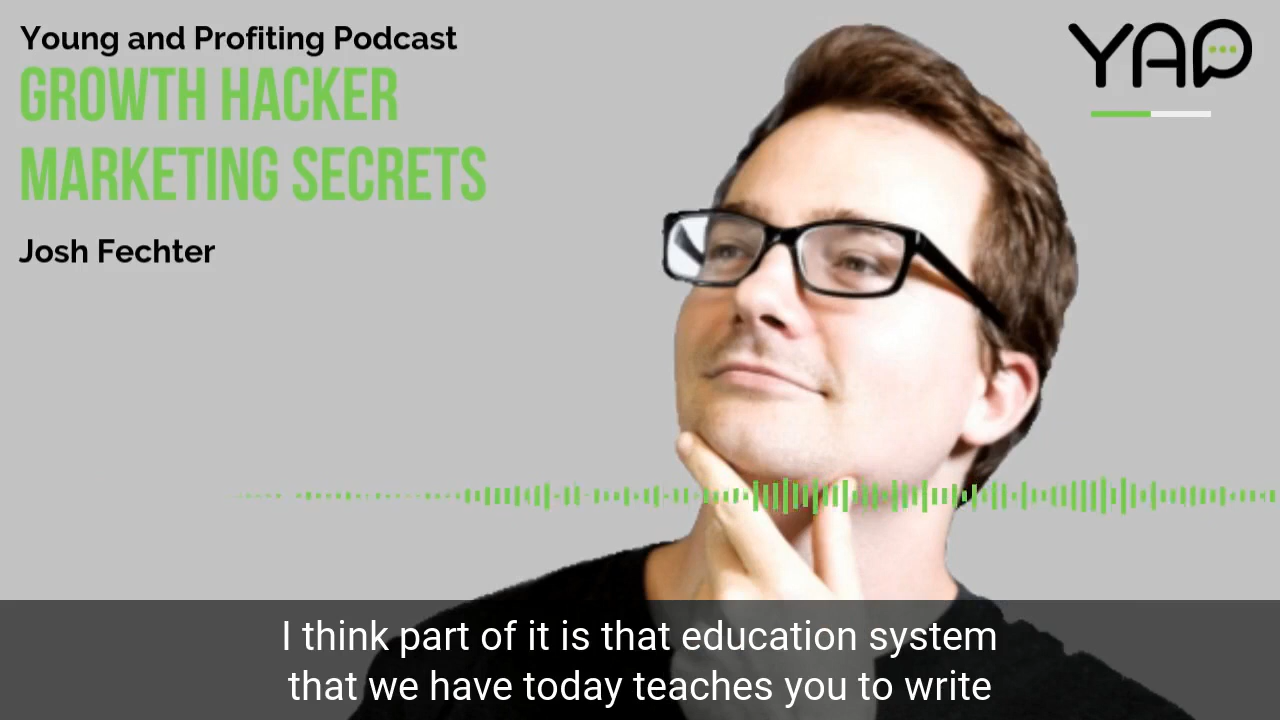 Young and Profiting Podcast
YAP
GROWTH HACKER
MARKETING SECRETS
Josh Fechter
I think part of it is that education system
that we have today teaches you to write